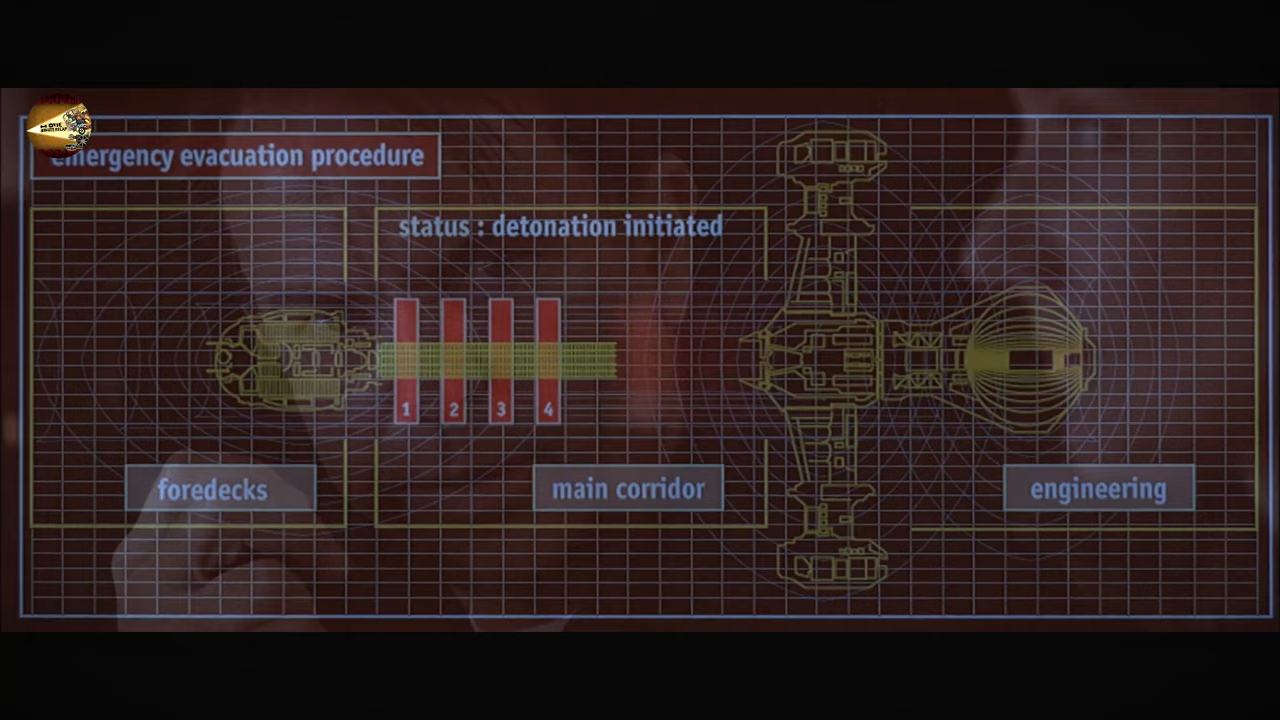 emergency evacuation procedure
status : detonation initiated
1 2 3 4
foredecks
main corridor
engineering